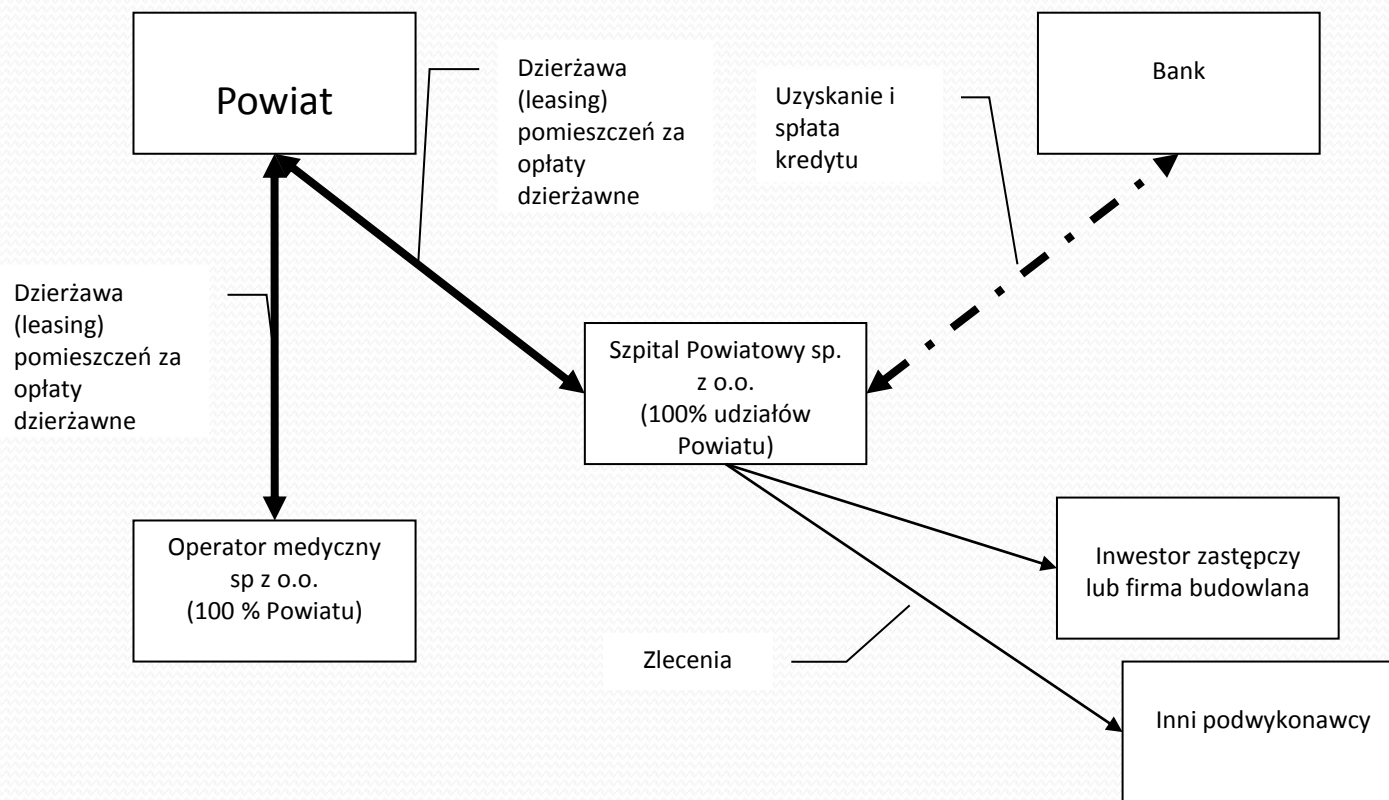 Powiat
Dzierżawa
(leasing)
pomieszczeń za
opłaty
dzierżawne
Uzyskanie i
spłata
kredytu
Bank
Dzierżawa
(leasing)
pomieszczeń za
opłaty
dzierżawne
Szpital Powiatowy sp.
z o.o.
(100% udziałów
Powiatu)
Operator medyczny
sp z o.o.
(100 % Powiatu)
Inwestor zastępczy
lub firma budowlana
Zlecenia
Inni podwykonawcy